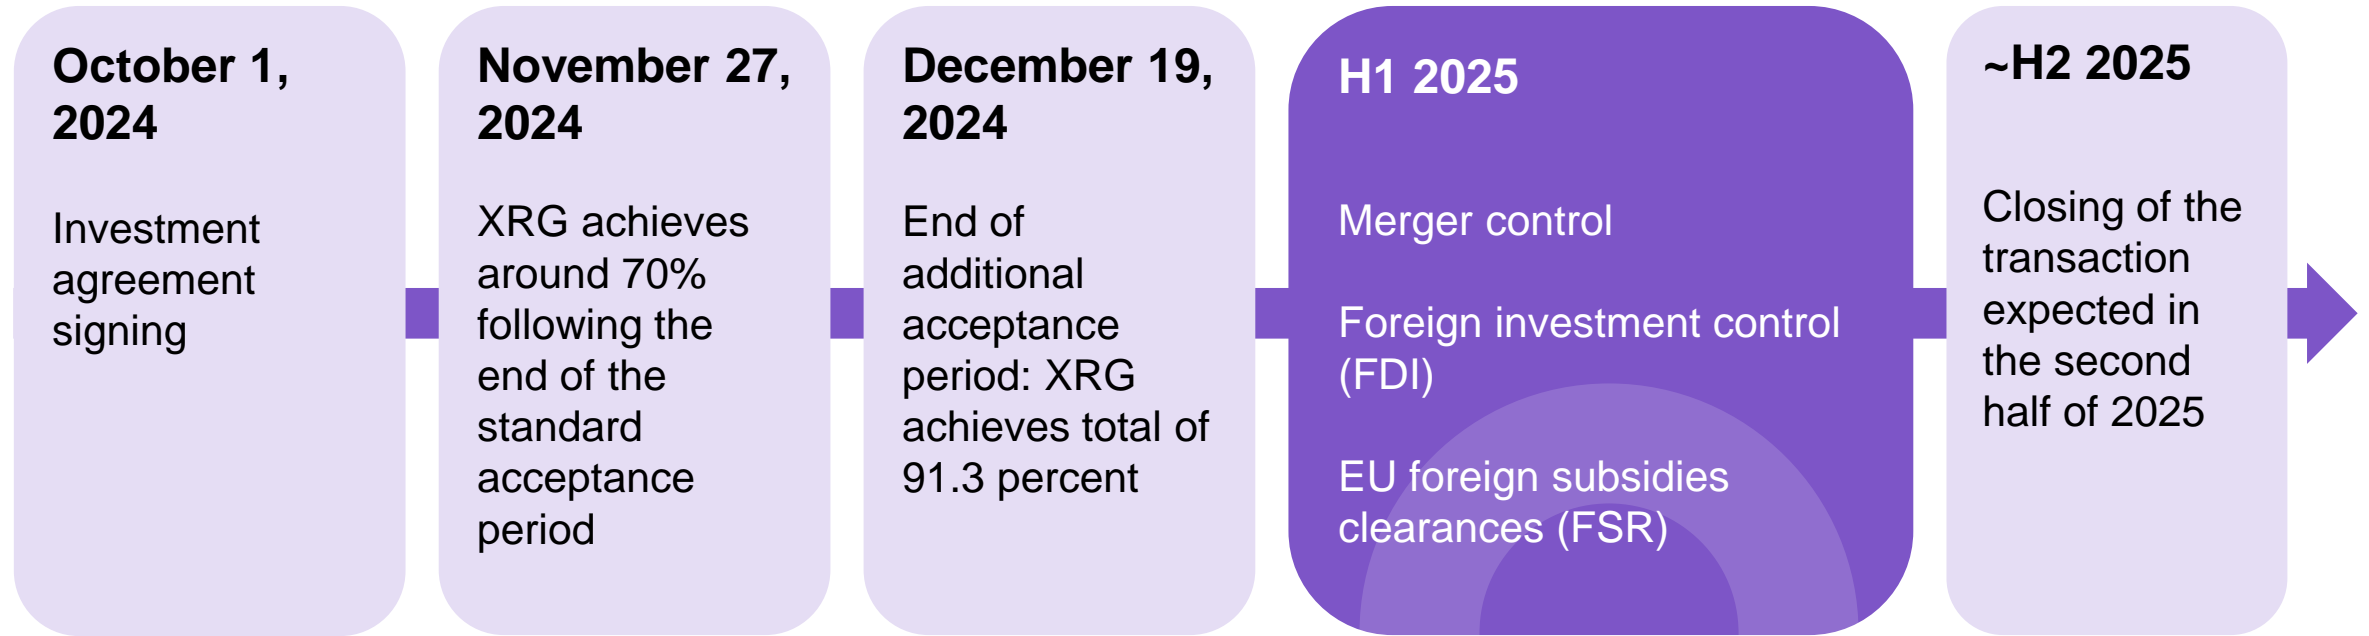 October 1,
2024
Investment
agreement
signing
November 27,
2024
XRG achieves
around 70%
following the
end of the
standard
acceptance
period
December 19,
2024
End of
additional
acceptance
period: XRG
achieves total of
91.3 percent
H1 2025
Merger control
Foreign investment control
(FDI)
EU foreign subsidies
clearances (FSR)
~H2 2025
Closing of the
transaction
expected in
the second
half of 2025